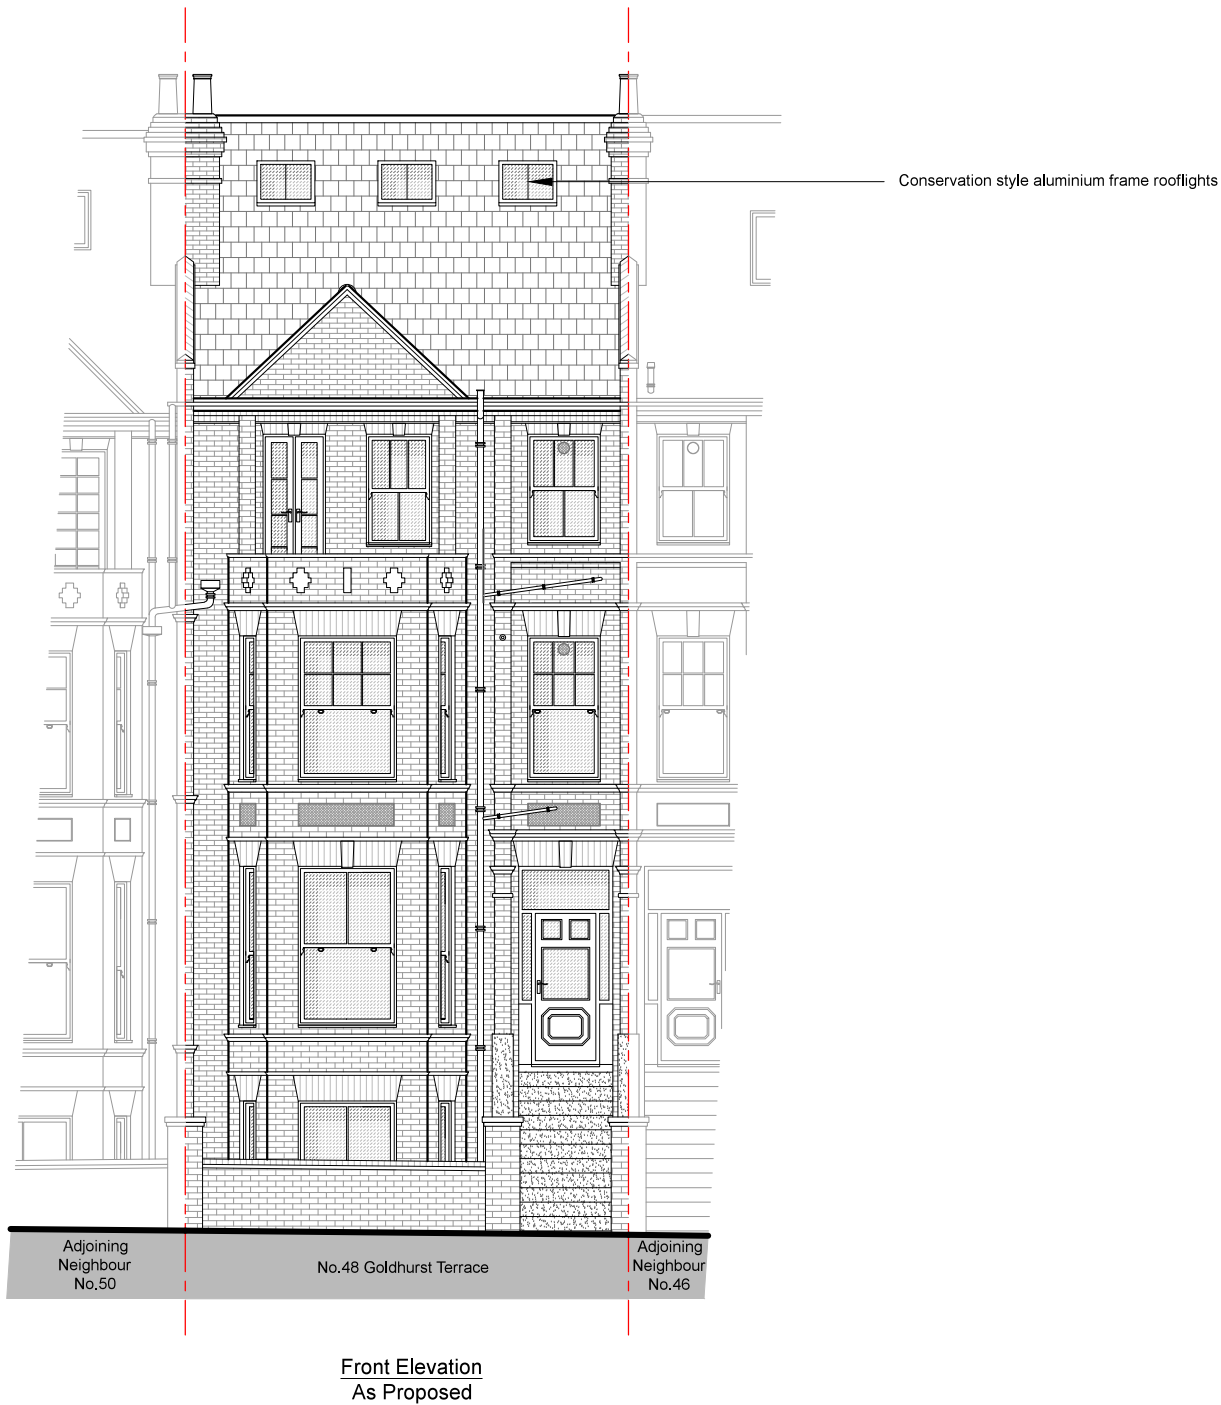 Conservation style aluminium frame rooflights
Adjoining
Neighbour
No.50
No.48 Goldhurst Terrace
Adjoining
Neighbour
No.46
Front Elevation
As Proposed